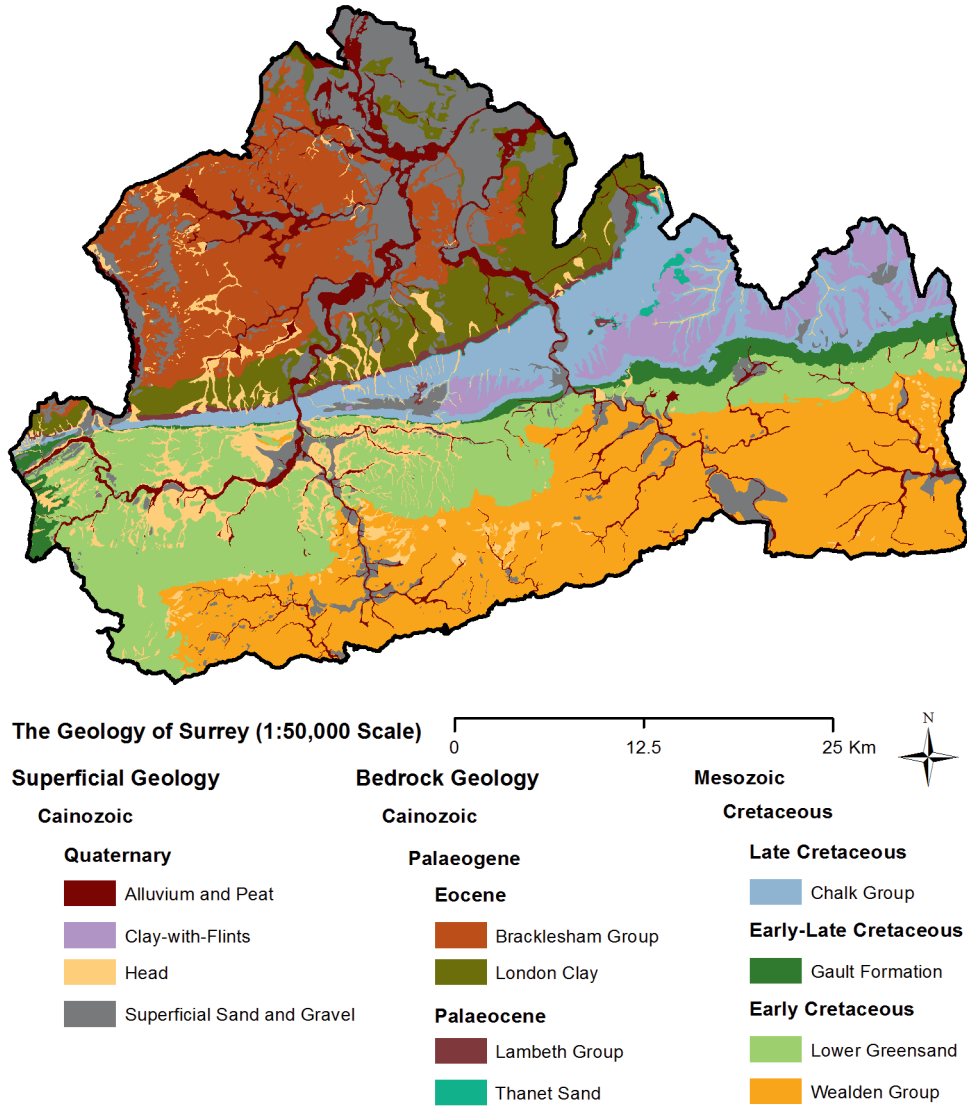 The Geology of Surrey (1:50,000 Scale)
0 12.5 25 Km
N
Superficial Geology
Cainozoic
Quaternary
Alluvium and Peat
Clay-with-Flints
Head
Superficial Sand and Gravel
Bedrock Geology
Cainozoic
Palaeogene
Eocene
Bracklesham Group
London Clay
Palaeocene
Lambeth Group
Thanet Sand
Mesozoic
Cretaceous
Late Cretaceous
Chalk Group
Early-Late Cretaceous
Gault Formation
Early Cretaceous
Lower Greensand
Wealden Group